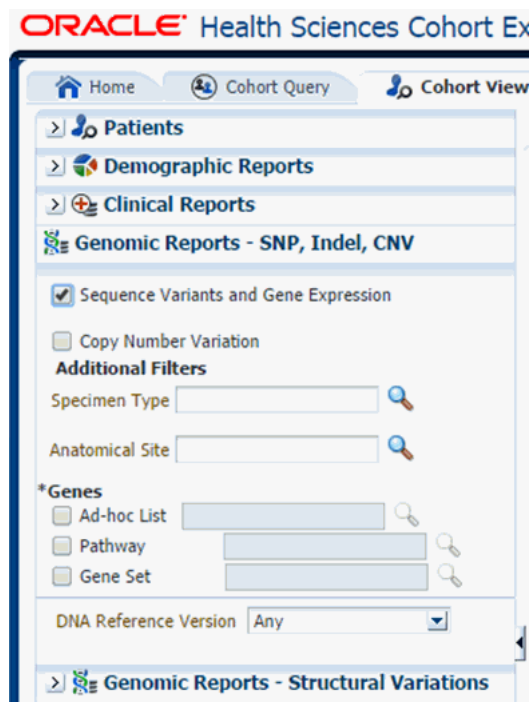 ORACLE Health Sciences Cohort Ex
Home Cohort Query Cohort View
Patients
Demographic Reports
Clinical Reports
Genomic Reports - SNP, Indel, CNV
Sequence Variants and Gene Expression
Copy Number Variation
Additional Filters
Specimen Type
Anatomical Site
*Genes
Ad-hoc List
Pathway
Gene Set
DNA Reference Version Any
Genomic Reports - Structural Variations